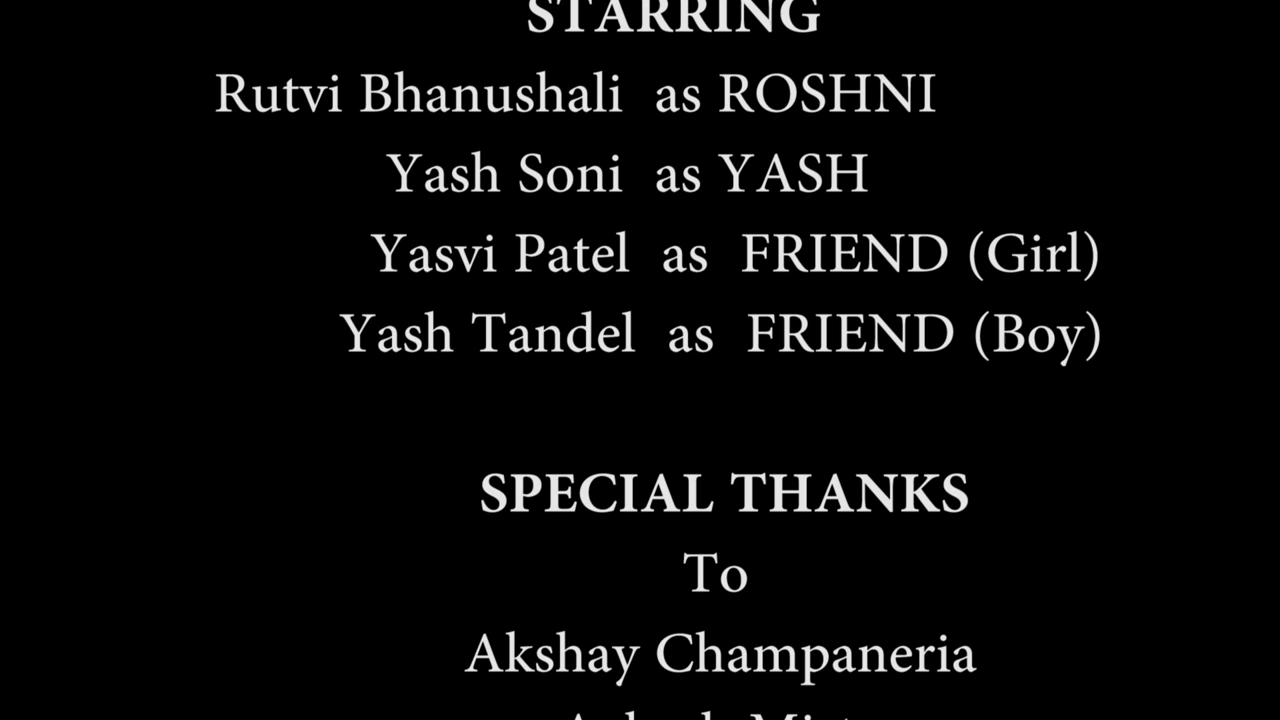 STARRING
Rutvi Bhanushali as ROSHNI
Yash Soni as YASH
Yasvi Patel as FRIEND (Girl)
Yash Tandel as FRIEND (Boy)
SPECIAL THANKS
To
Akshay Champaneria